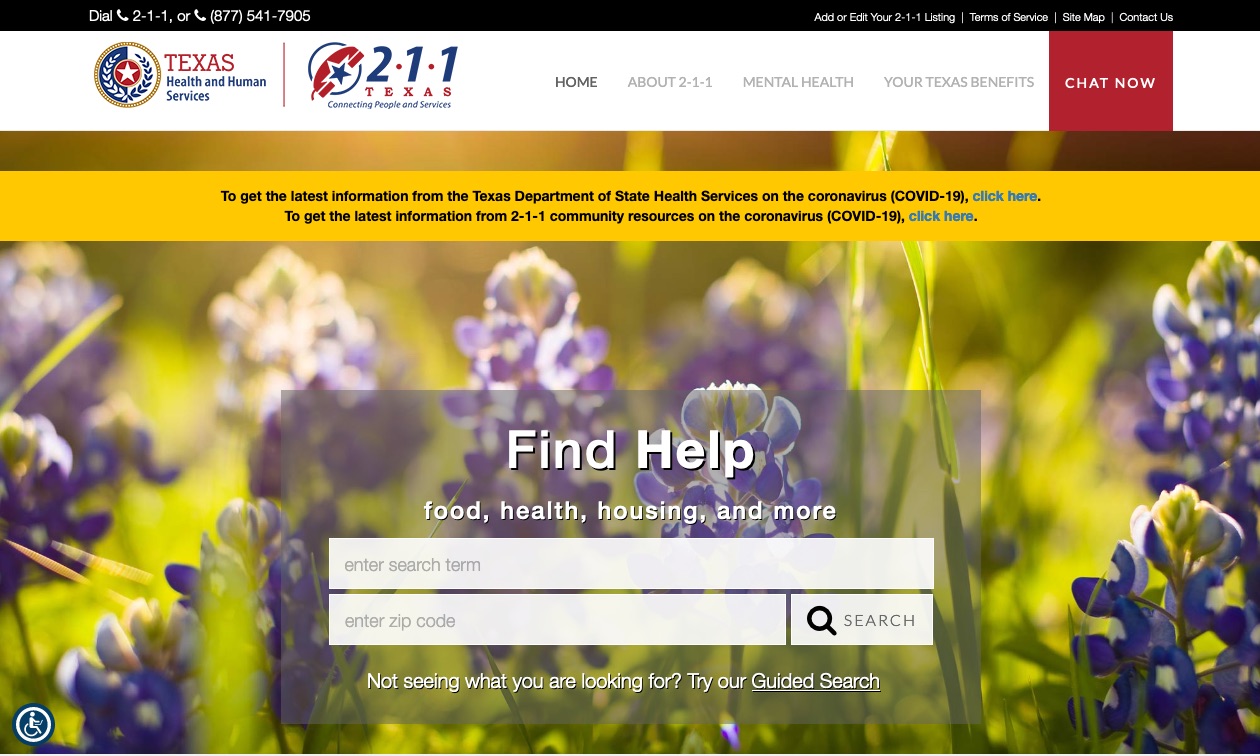 Dial 2-1-1, or (877) 541-7905
Add or Edit Your 2-1-1 Listing | Terms of Service | Site Map | Contact Us
TEXAS
Health and Human
Services
2·1·1
TEXAS
Connecting People and Services
HOME
ABOUT 2-1-1
MENTAL HEALTH
YOUR TEXAS BENEFITS
CHAT NOW
To get the latest information from the Texas Department of State Health Services on the coronavirus (COVID-19), click here.
To get the latest information from 2-1-1 community resources on the coronavirus (COVID-19), click here.
Find Help
food, health, housing, and more
enter search term
enter zip code
SEARCH
Not seeing what you are looking for? Try our Guided Search